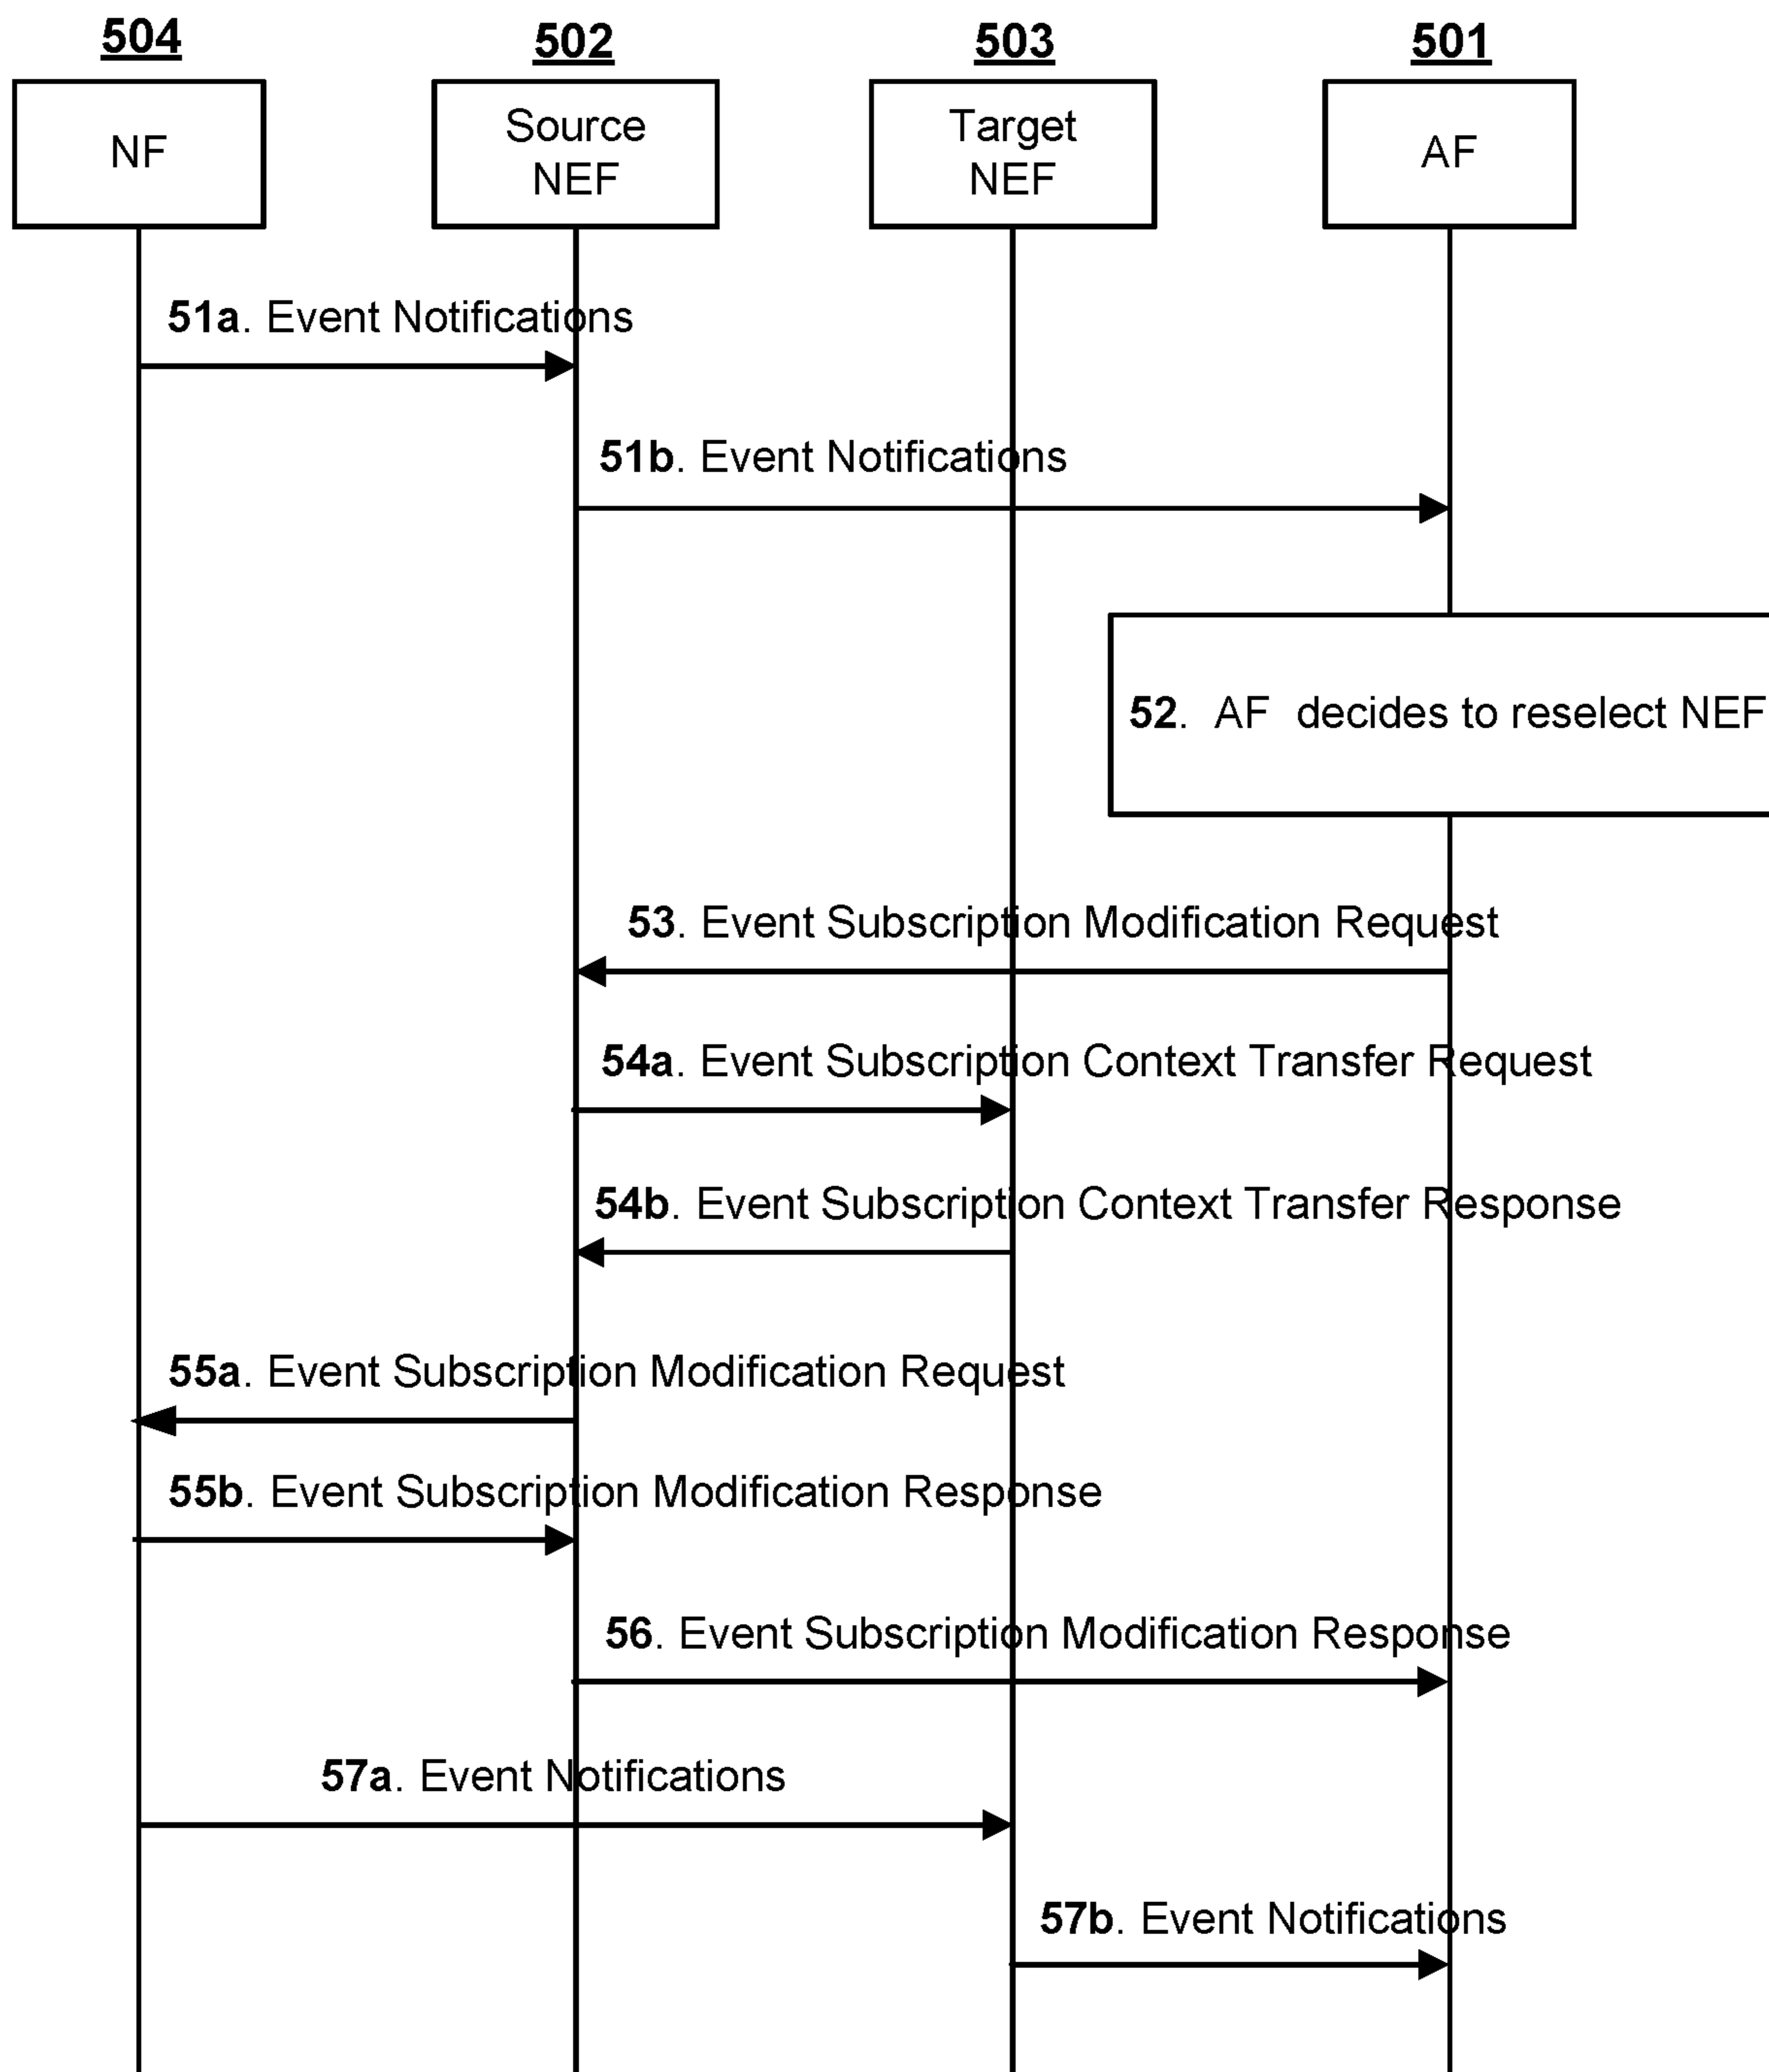 504
502
503
501
NF
Source
NEF
Target
NEF
AF
51a. Event Notifications
51b. Event Notifications
52. AF decides to reselect NEF
53. Event Subscription Modification Request
54a. Event Subscription Context Transfer Request
54b. Event Subscription Context Transfer Response
55a. Event Subscription Modification Request
55b. Event Subscription Modification Response
56. Event Subscription Modification Response
57a. Event Notifications
57b. Event Notifications